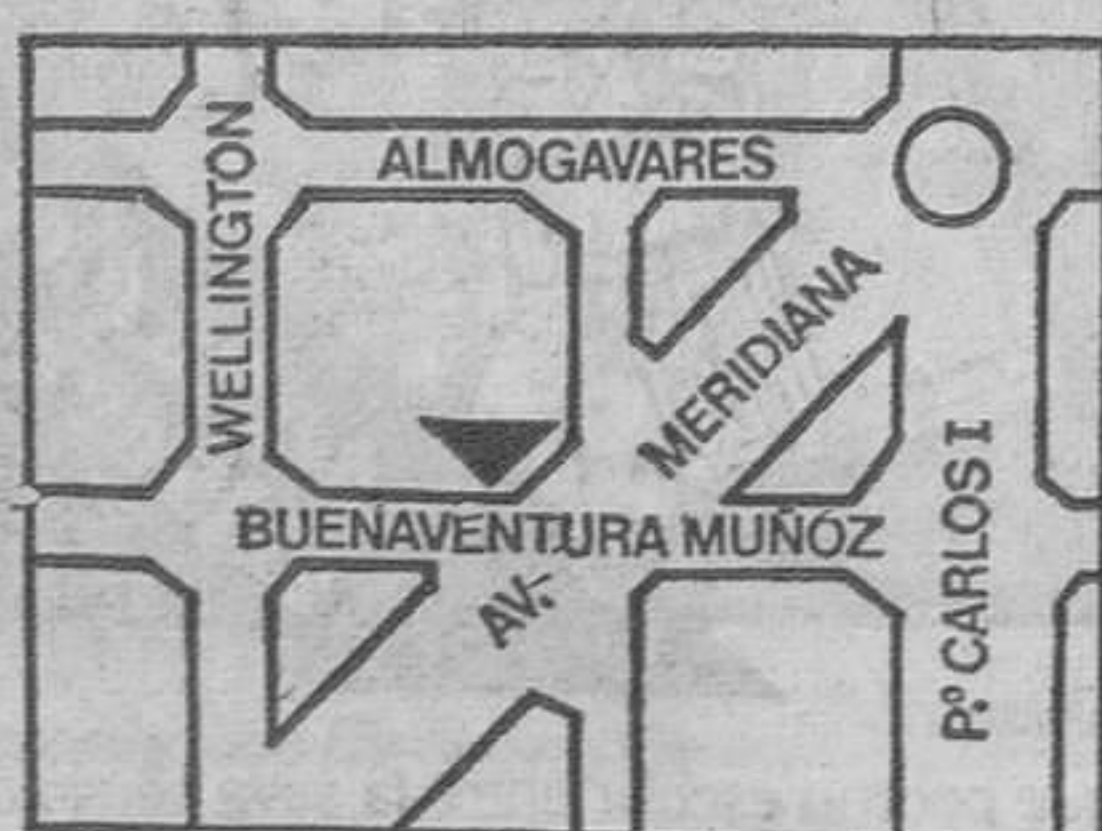 ALMOGAVARES
WELLINGTON
MERIDIANA
BUENAVENTURA MUÑOZ
AV.
Pº CARLOS I